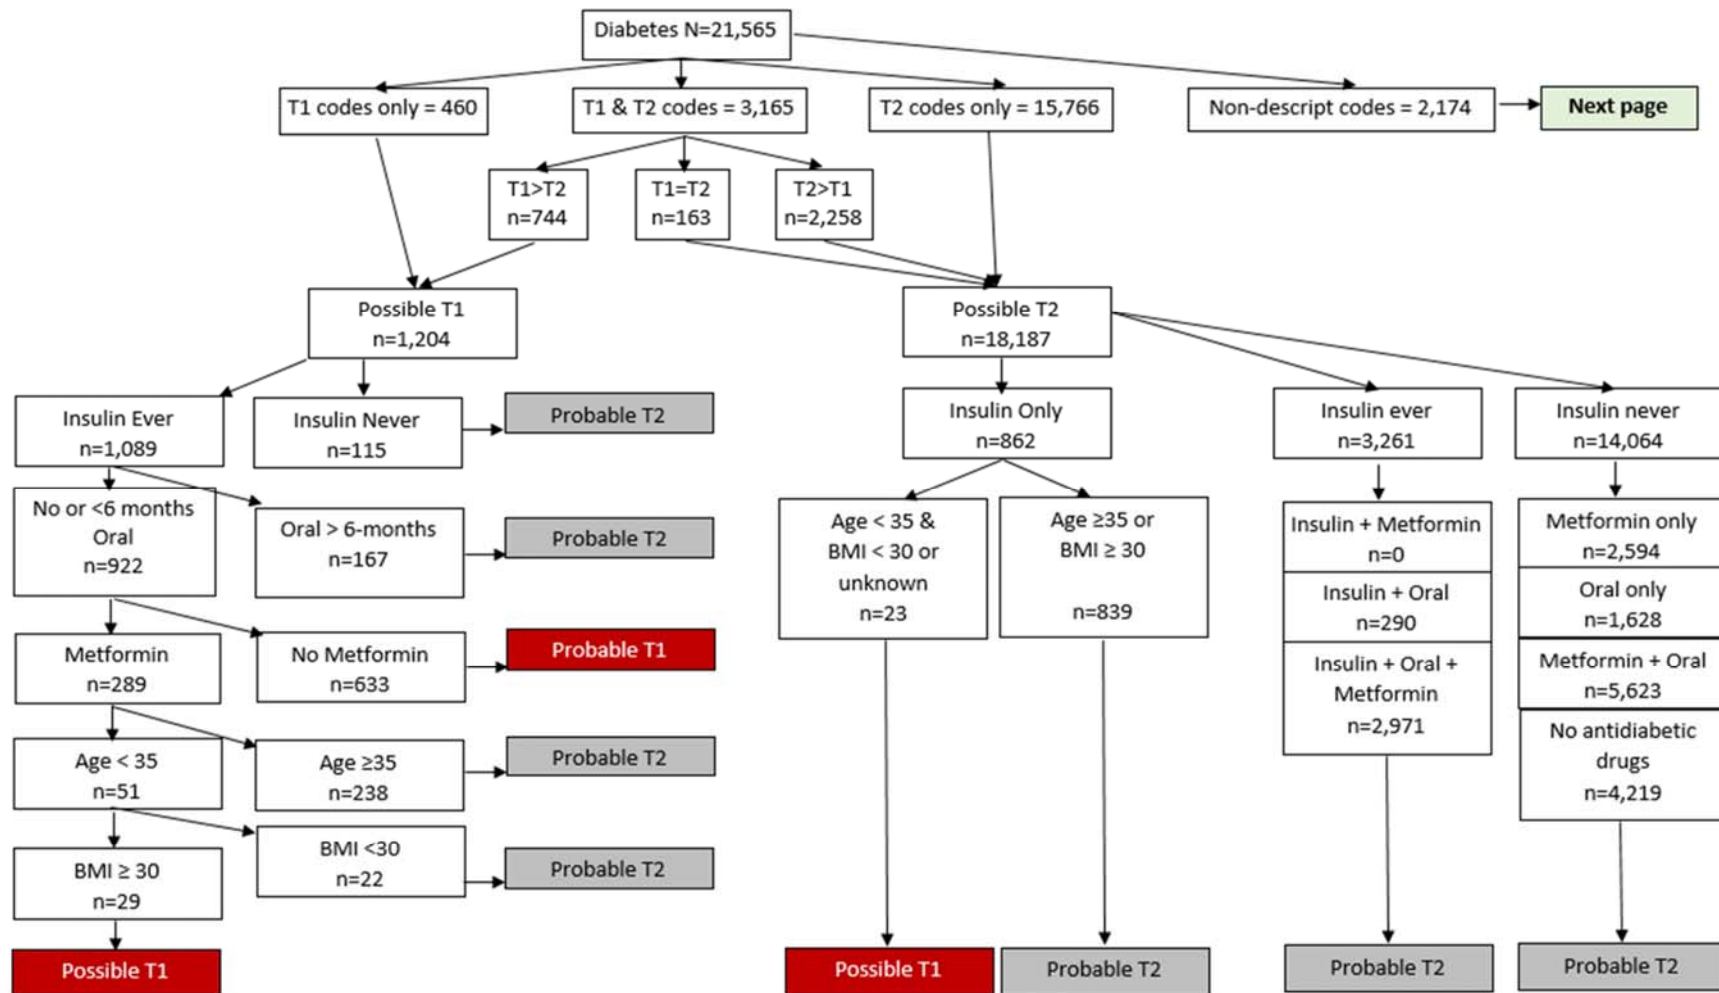 Diabetes N=21,565
T1 codes only = 460
T1 & T2 codes = 3,165
T2 codes only = 15,766
Non-descript codes = 2,174
Next page
T1>T2
n=744
T1=T2
n=163
T2>T1
n=2,258
Possible T1
n=1,204
Possible T2
n=18,187
Insulin Ever
n=1,089
Insulin Never
n=115
Probable T2
Insulin Only
n=862
Insulin ever
n=3,261
Insulin never
n=14,064
No or <6 months
Oral
n=922
Oral > 6-months
n=167
Probable T2
Age < 35 &
BMI < 30 or
unknown
n=23
Age ≥35 or
BMI ≥ 30
n=839
Insulin + Metformin
n=0
Insulin + Oral
n=290
Insulin + Oral +
Metformin
n=2,971
Metformin only
n=2,594
Oral only
n=1,628
Metformin + Oral
n=5,623
No antidiabetic
drugs
n=4,219
Metformin
n=289
No Metformin
n=633
Probable T1
Age < 35
n=51
Age ≥35
n=238
Probable T2
BMI ≥ 30
n=29
BMI <30
n=22
Probable T2
Possible T1
Possible T1
Probable T2
Probable T2
Probable T2